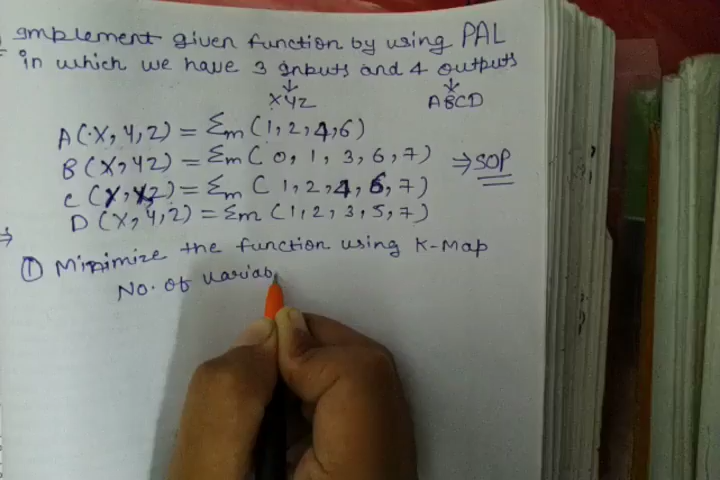 Implement given function by using PAL
in which we have 3 inputs and 4 outputs
↓ ↓
XYZ ABCD
A(X, Y, Z) = Σm (1, 2, 4, 6)
B (X, YZ) = Σm ( 0, 1, 3, 6, 7) ⇒ SOP
C (X, YZ) = Σm ( 1, 2, 4, 6, 7)
D (X, Y, Z) = Σm (1, 2, 3, 5, 7)
⇒
① Minimize the function using K-Map
No. of variab